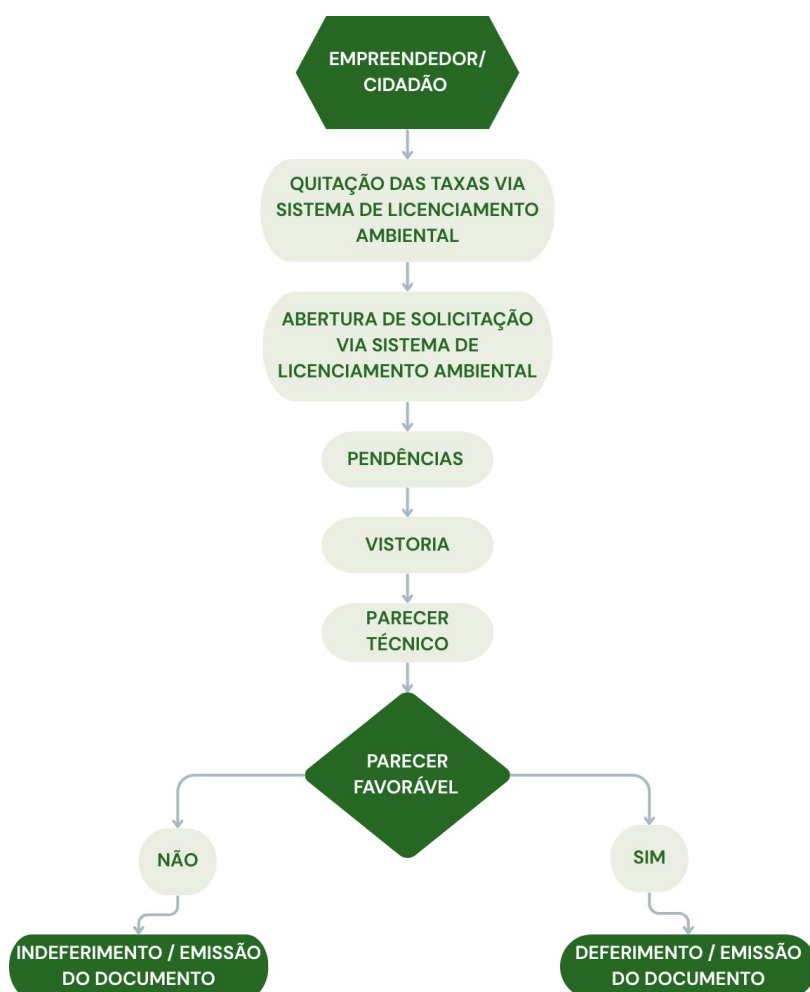 EMPREENDEDOR/
CIDADÃO
QUITAÇÃO DAS TAXAS VIA
SISTEMA DE LICENCIAMENTO
AMBIENTAL
ABERTURA DE SOLICITAÇÃO
VIA SISTEMA DE
LICENCIAMENTO AMBIENTAL
PENDÊNCIAS
VISTORIA
PARECER
TÉCNICO
PARECER
FAVORÁVEL
NÃO
SIM
INDEFERIMENTO / EMISSÃO
DO DOCUMENTO
DEFERIMENTO / EMISSÃO
DO DOCUMENTO